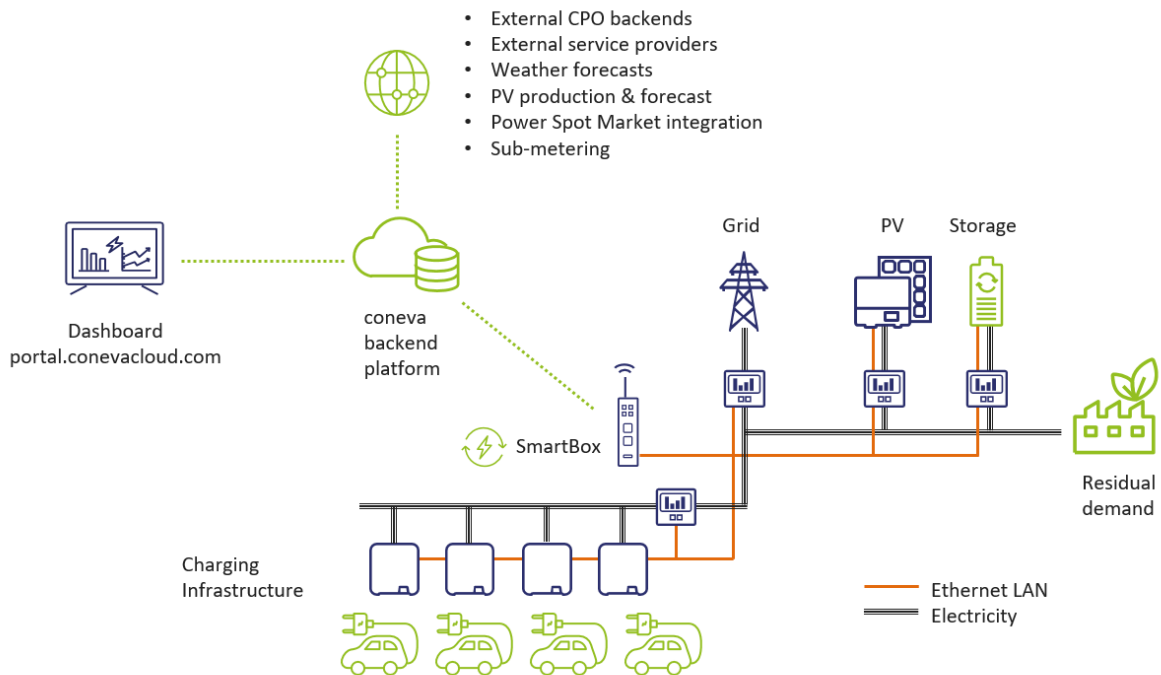 • External CPO backends
• External service providers
• Weather forecasts
• PV production & forecast
• Power Spot Market integration
• Sub-metering
Grid
PV
Storage
Dashboard
portal.conevacloud.com
coneva
backend
platform
SmartBox
Residual
demand
Charging
Infrastructure
Ethernet LAN
Electricity